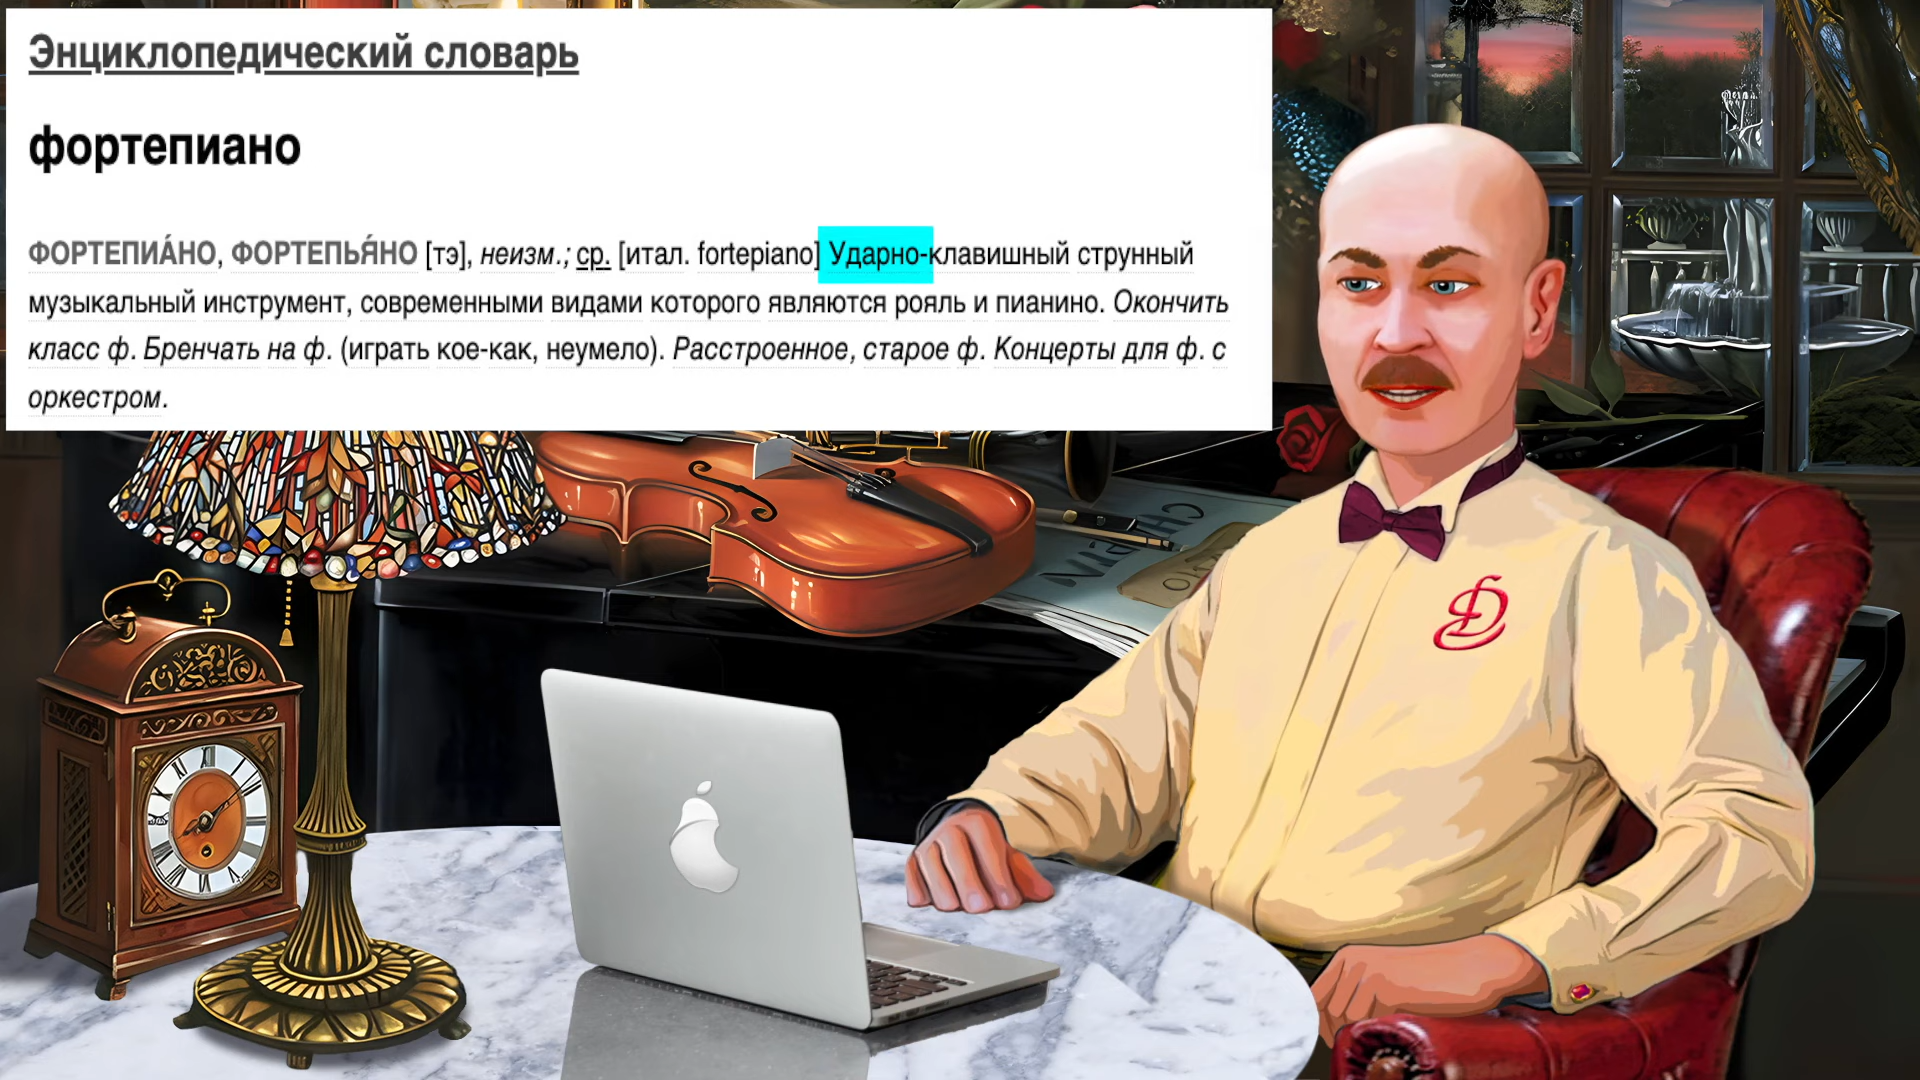 Энциклопедический словарь
фортепиано
ФОРТЕПИА́НО, ФОРТЕПЬЯ́НО [тэ], неизм.; ср. [итал. fortepiano] Ударно-клавишный струнный
музыкальный инструмент, современными видами которого являются рояль и пианино. Окончить
класс ф. Бренчать на ф. (играть кое-как, неумело). Расстроенное, старое ф. Концерты для ф. с
оркестром.